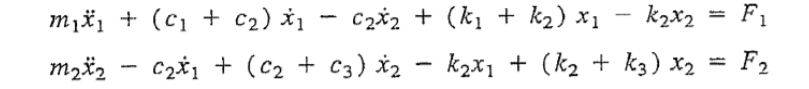 m₁ẍ₁ + (c₁ + c₂) ẋ₁ − c₂ẋ₂ + (k₁ + k₂) x₁ − k₂x₂ = F₁
m₂ẍ₂ − c₂ẋ₁ + (c₂ + c₃) ẋ₂ − k₂x₁ + (k₂ + k₃) x₂ = F₂